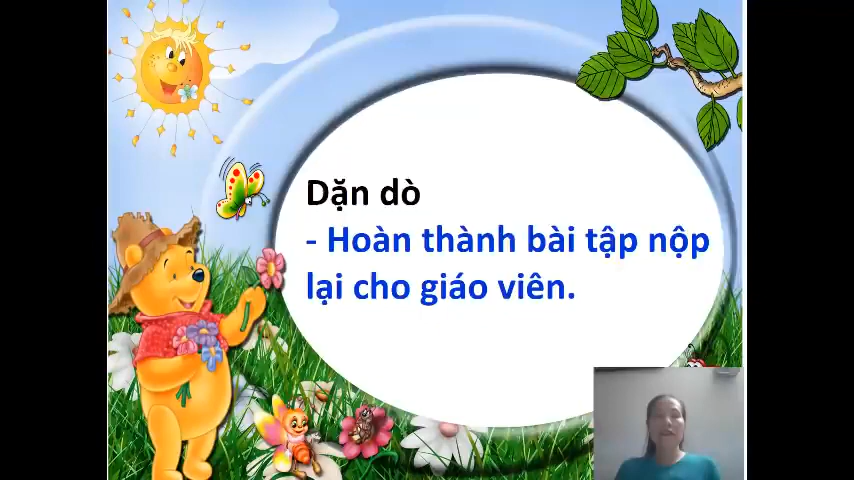 Dặn dò
- Hoàn thành bài tập nộp
lại cho giáo viên.